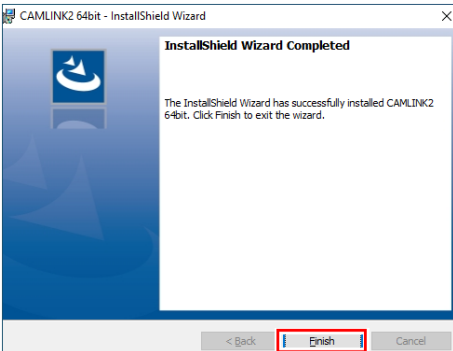 CAMLINK2 64bit - InstallShield Wizard
InstallShield Wizard Completed
The InstallShield Wizard has successfully installed CAMLINK2
64bit. Click Finish to exit the wizard.
< Back Finish Cancel